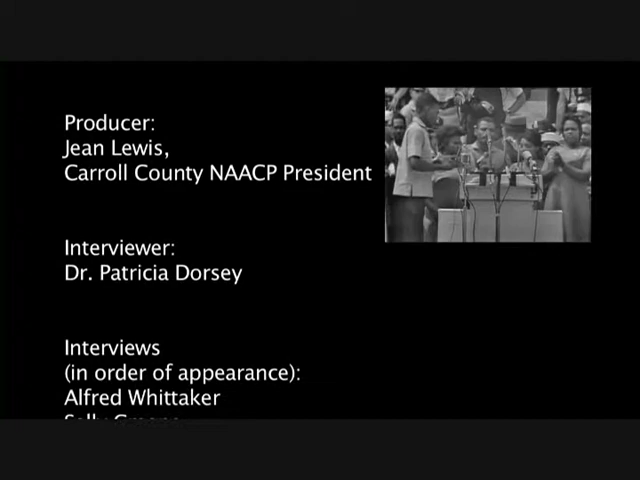 Producer:
Jean Lewis,
Carroll County NAACP President
Interviewer:
Dr. Patricia Dorsey
Interviews
(in order of appearance):
Alfred Whittaker